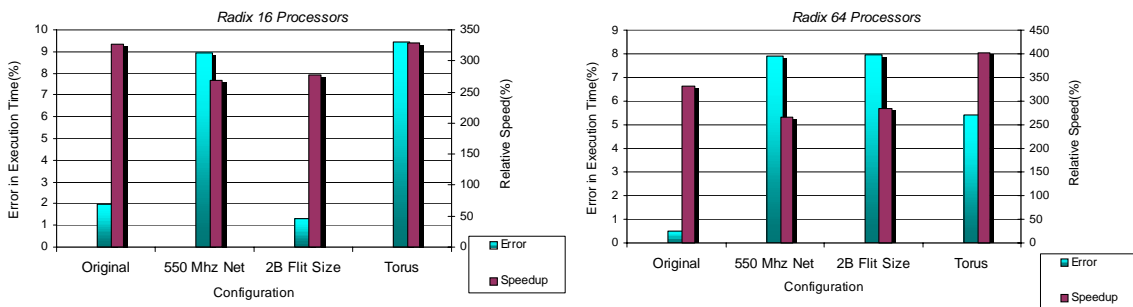 Radix 16 Processors
Error in Execution Time(%)
10
9
8
7
6
5
4
3
2
1
0
350
300
250
200
150
100
50
0
Relative Speed(%)
Original
550 Mhz Net
2B Flit Size
Torus
Configuration
Error
Speedup
Radix 64 Processors
Error in Execution Time(%)
9
8
7
6
5
4
3
2
1
0
450
400
350
300
250
200
150
100
50
0
Relative Speed(%)
Original
550 Mhz Net
2B Flit Size
Torus
Configuration
Error
Speedup